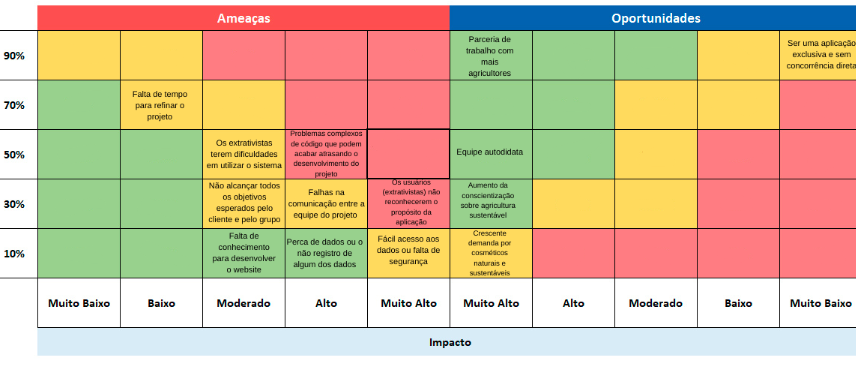 Ameaças
Oportunidades
90%
Parceria de
trabalho com
mais
agricultores
Ser uma aplicação
exclusiva e sem
concorrência direta
70%
Falta de tempo
para refinar o
projeto
50%
Os extrativistas
terem dificuldades
em utilizar o sistema
Problemas complexos
de código que podem
acabar atrasando o
desenvolvimento do
projeto
Equipe autodidata
30%
Não alcançar todos
os objetivos
esperados pelo
cliente e pelo grupo
Falhas na
comunicação entre a
equipe do projeto
Os usuários
(extrativistas) não
reconhecerem o
propósito da
aplicação
Aumento da
conscientização
sobre agricultura
sustentável
10%
Falta de
conhecimento
para desenvolver
o website
Perca de dados ou o
não registro de
algum dos dados
Fácil acesso aos
dados ou falta de
segurança
Crescente
demanda por
cosméticos
naturais e
sustentáveis
Muito Baixo
Baixo
Moderado
Alto
Muito Alto
Muito Alto
Alto
Moderado
Baixo
Muito Baixo
Impacto